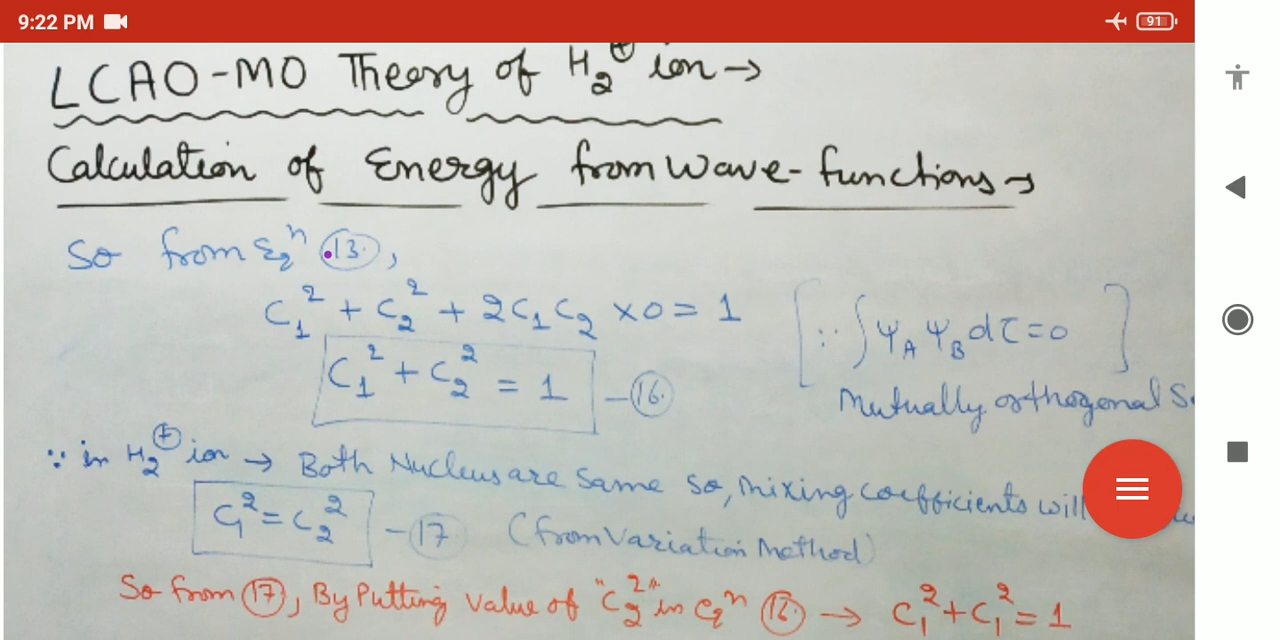 9:22 PM
91
LCAO-MO Theory of H₂⊕ ion →
Calculation of Energy from Wave-functions →
So from Eqⁿ (13.),
C₁² + C₂² + 2C₁C₂ × 0 = 1
[∵ ∫ΨAΨB dτ = 0]
C₁² + C₂² = 1 — (16.)
Mutually orthogonal S
∵ in H₂⊕ ion → Both Nucleus are same so, mixing coefficients will
C₁² = C₂² — (17) (from Variation Method)
So from (17), By Putting value of "C₂²" in eqⁿ (16.) → C₁² + C₁² = 1